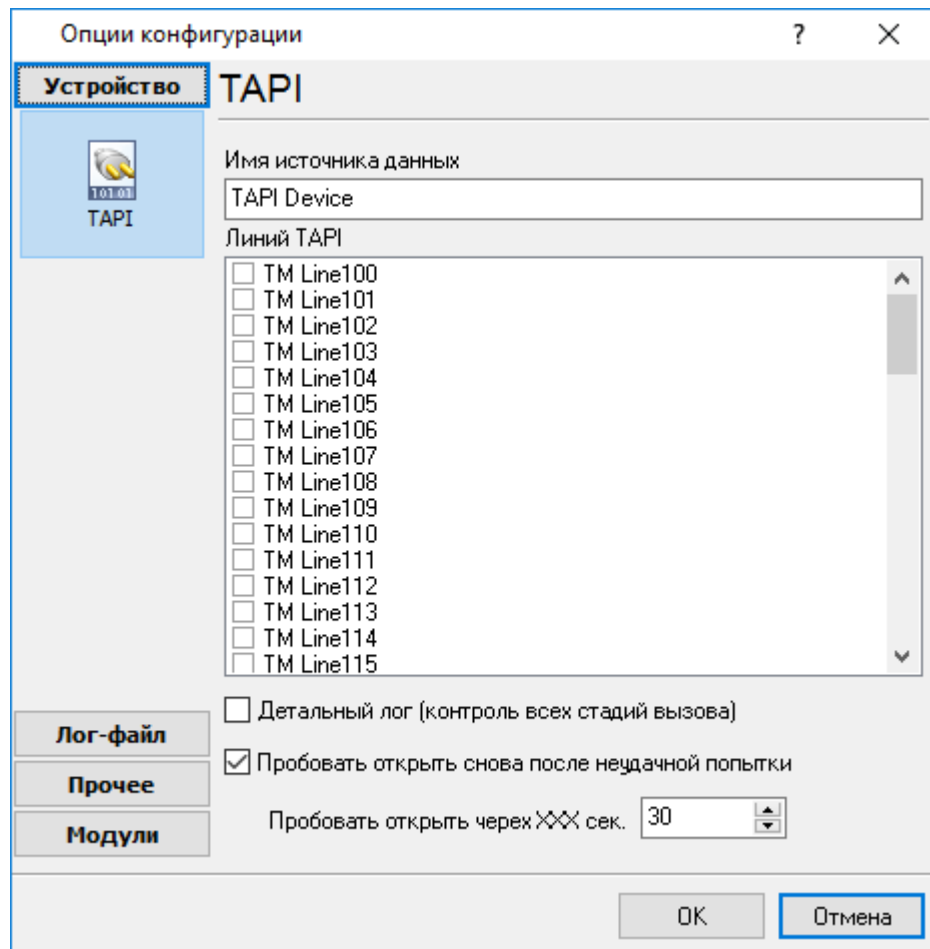 Опции конфигурации
?
Устройство
TAPI
101 01
TAPI
Имя источника данных
TAPI Device
Линий TAPI
TM Line100
TM Line101
TM Line102
TM Line103
TM Line104
TM Line105
TM Line106
TM Line107
TM Line108
TM Line109
TM Line110
TM Line111
TM Line112
TM Line113
TM Line114
TM Line115
Детальный лог (контроль всех стадий вызова)
Пробовать открыть снова после неудачной попытки
Пробовать открыть черех XXX сек. 30
Лог-файл
Прочее
Модули
OK Отмена